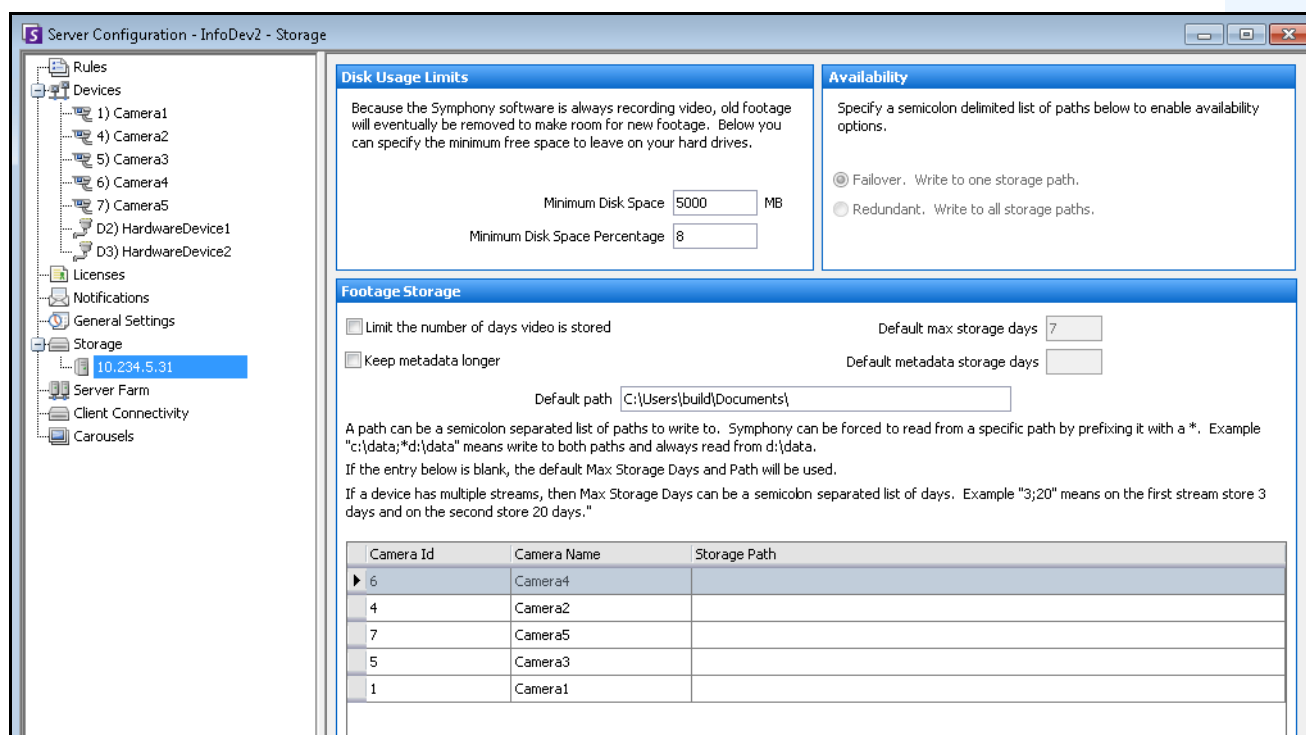 Server Configuration - InfoDev2 - Storage
Rules
Devices
1) Camera1
4) Camera2
5) Camera3
6) Camera4
7) Camera5
D2) HardwareDevice1
D3) HardwareDevice2
Licenses
Notifications
General Settings
Storage
10.234.5.31
Server Farm
Client Connectivity
Carousels
Disk Usage Limits
Because the Symphony software is always recording video, old footage
will eventually be removed to make room for new footage. Below you
can specify the minimum free space to leave on your hard drives.
Minimum Disk Space 5000 MB
Minimum Disk Space Percentage 8
Availability
Specify a semicolon delimited list of paths below to enable availability
options.
Failover. Write to one storage path.
Redundant. Write to all storage paths.
Footage Storage
Limit the number of days video is stored
Default max storage days 7
Keep metadata longer
Default metadata storage days
Default path C:\Users\build\Documents\
A path can be a semicolon separated list of paths to write to. Symphony can be forced to read from a specific path by prefixing it with a *. Example
"c:\data;*d:\data" means write to both paths and always read from d:\data.
If the entry below is blank, the default Max Storage Days and Path will be used.
If a device has multiple streams, then Max Storage Days can be a semicolon separated list of days. Example "3;20" means on the first stream store 3
days and on the second store 20 days."
Camera Id Camera Name Storage Path
6 Camera4
4 Camera2
7 Camera5
5 Camera3
1 Camera1